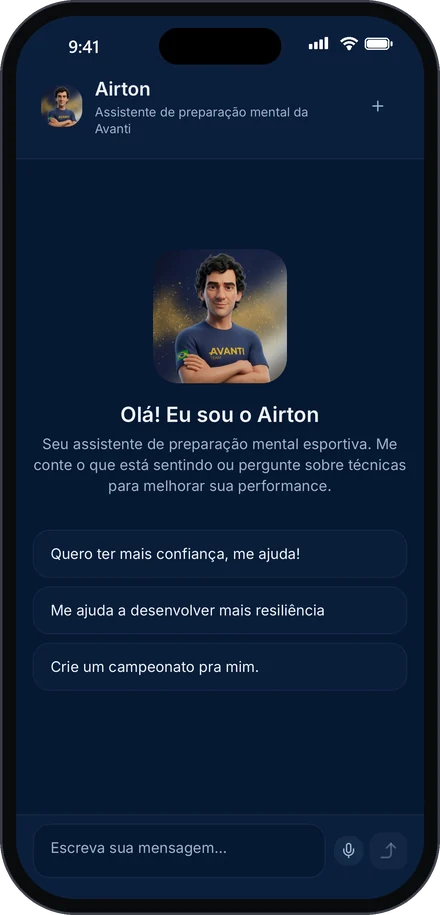 9:41
Airton
Assistente de preparação mental da
Avanti
AVANTI
TEAM
Olá! Eu sou o Airton
Seu assistente de preparação mental esportiva. Me
conte o que está sentindo ou pergunte sobre técnicas
para melhorar sua performance.
Quero ter mais confiança, me ajuda!
Me ajuda a desenvolver mais resiliência
Crie um campeonato pra mim.
Escreva sua mensagem...